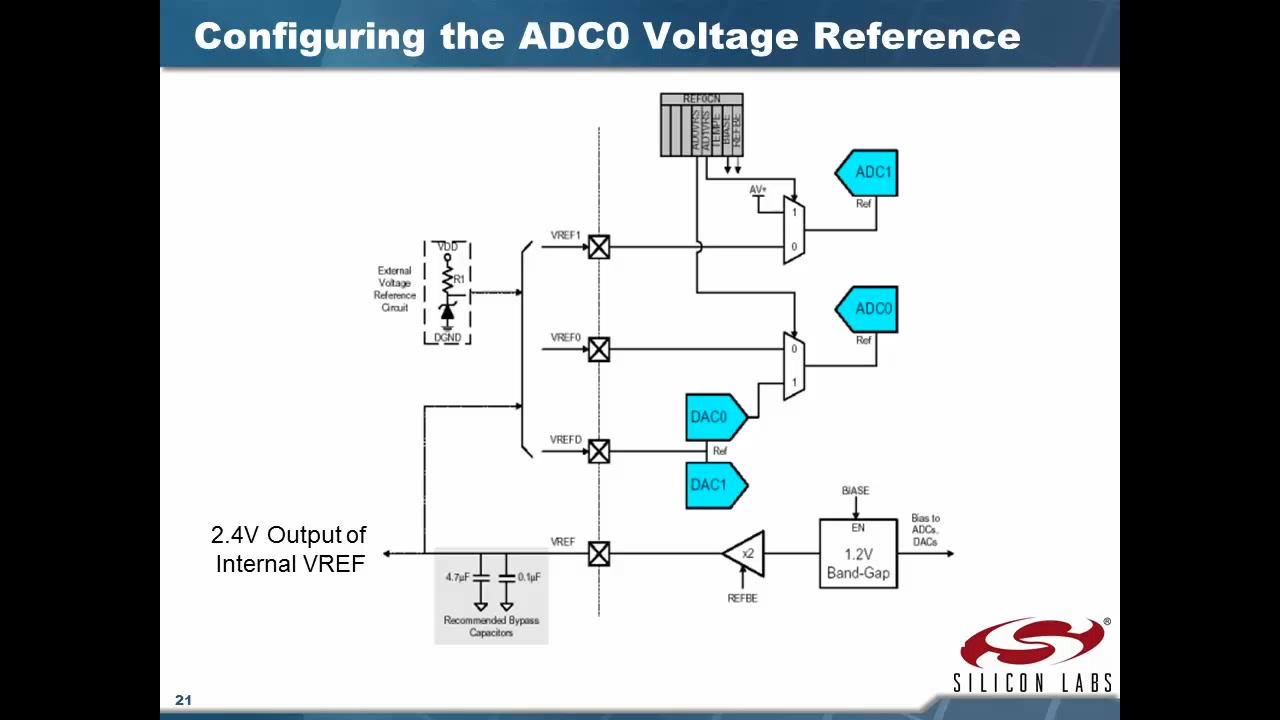 Configuring the ADC0 Voltage Reference
REF0CN
AD0VRS
AD1VRS
TEMPE
BIASE
REFBE
ADC1
Ref
AV+
1
0
VREF1
VDD
R1
DGND
External
Voltage
Reference
Circuit
ADC0
Ref
VREF0
0
1
DAC0
VREFD
Ref
DAC1
BIASE
EN
1.2V
Band-Gap
Bias to
ADCs,
DACs
2.4V Output of
Internal VREF
VREF
x2
REFBE
4.7µF
0.1µF
Recommended Bypass
Capacitors
SILICON LABS
®
21